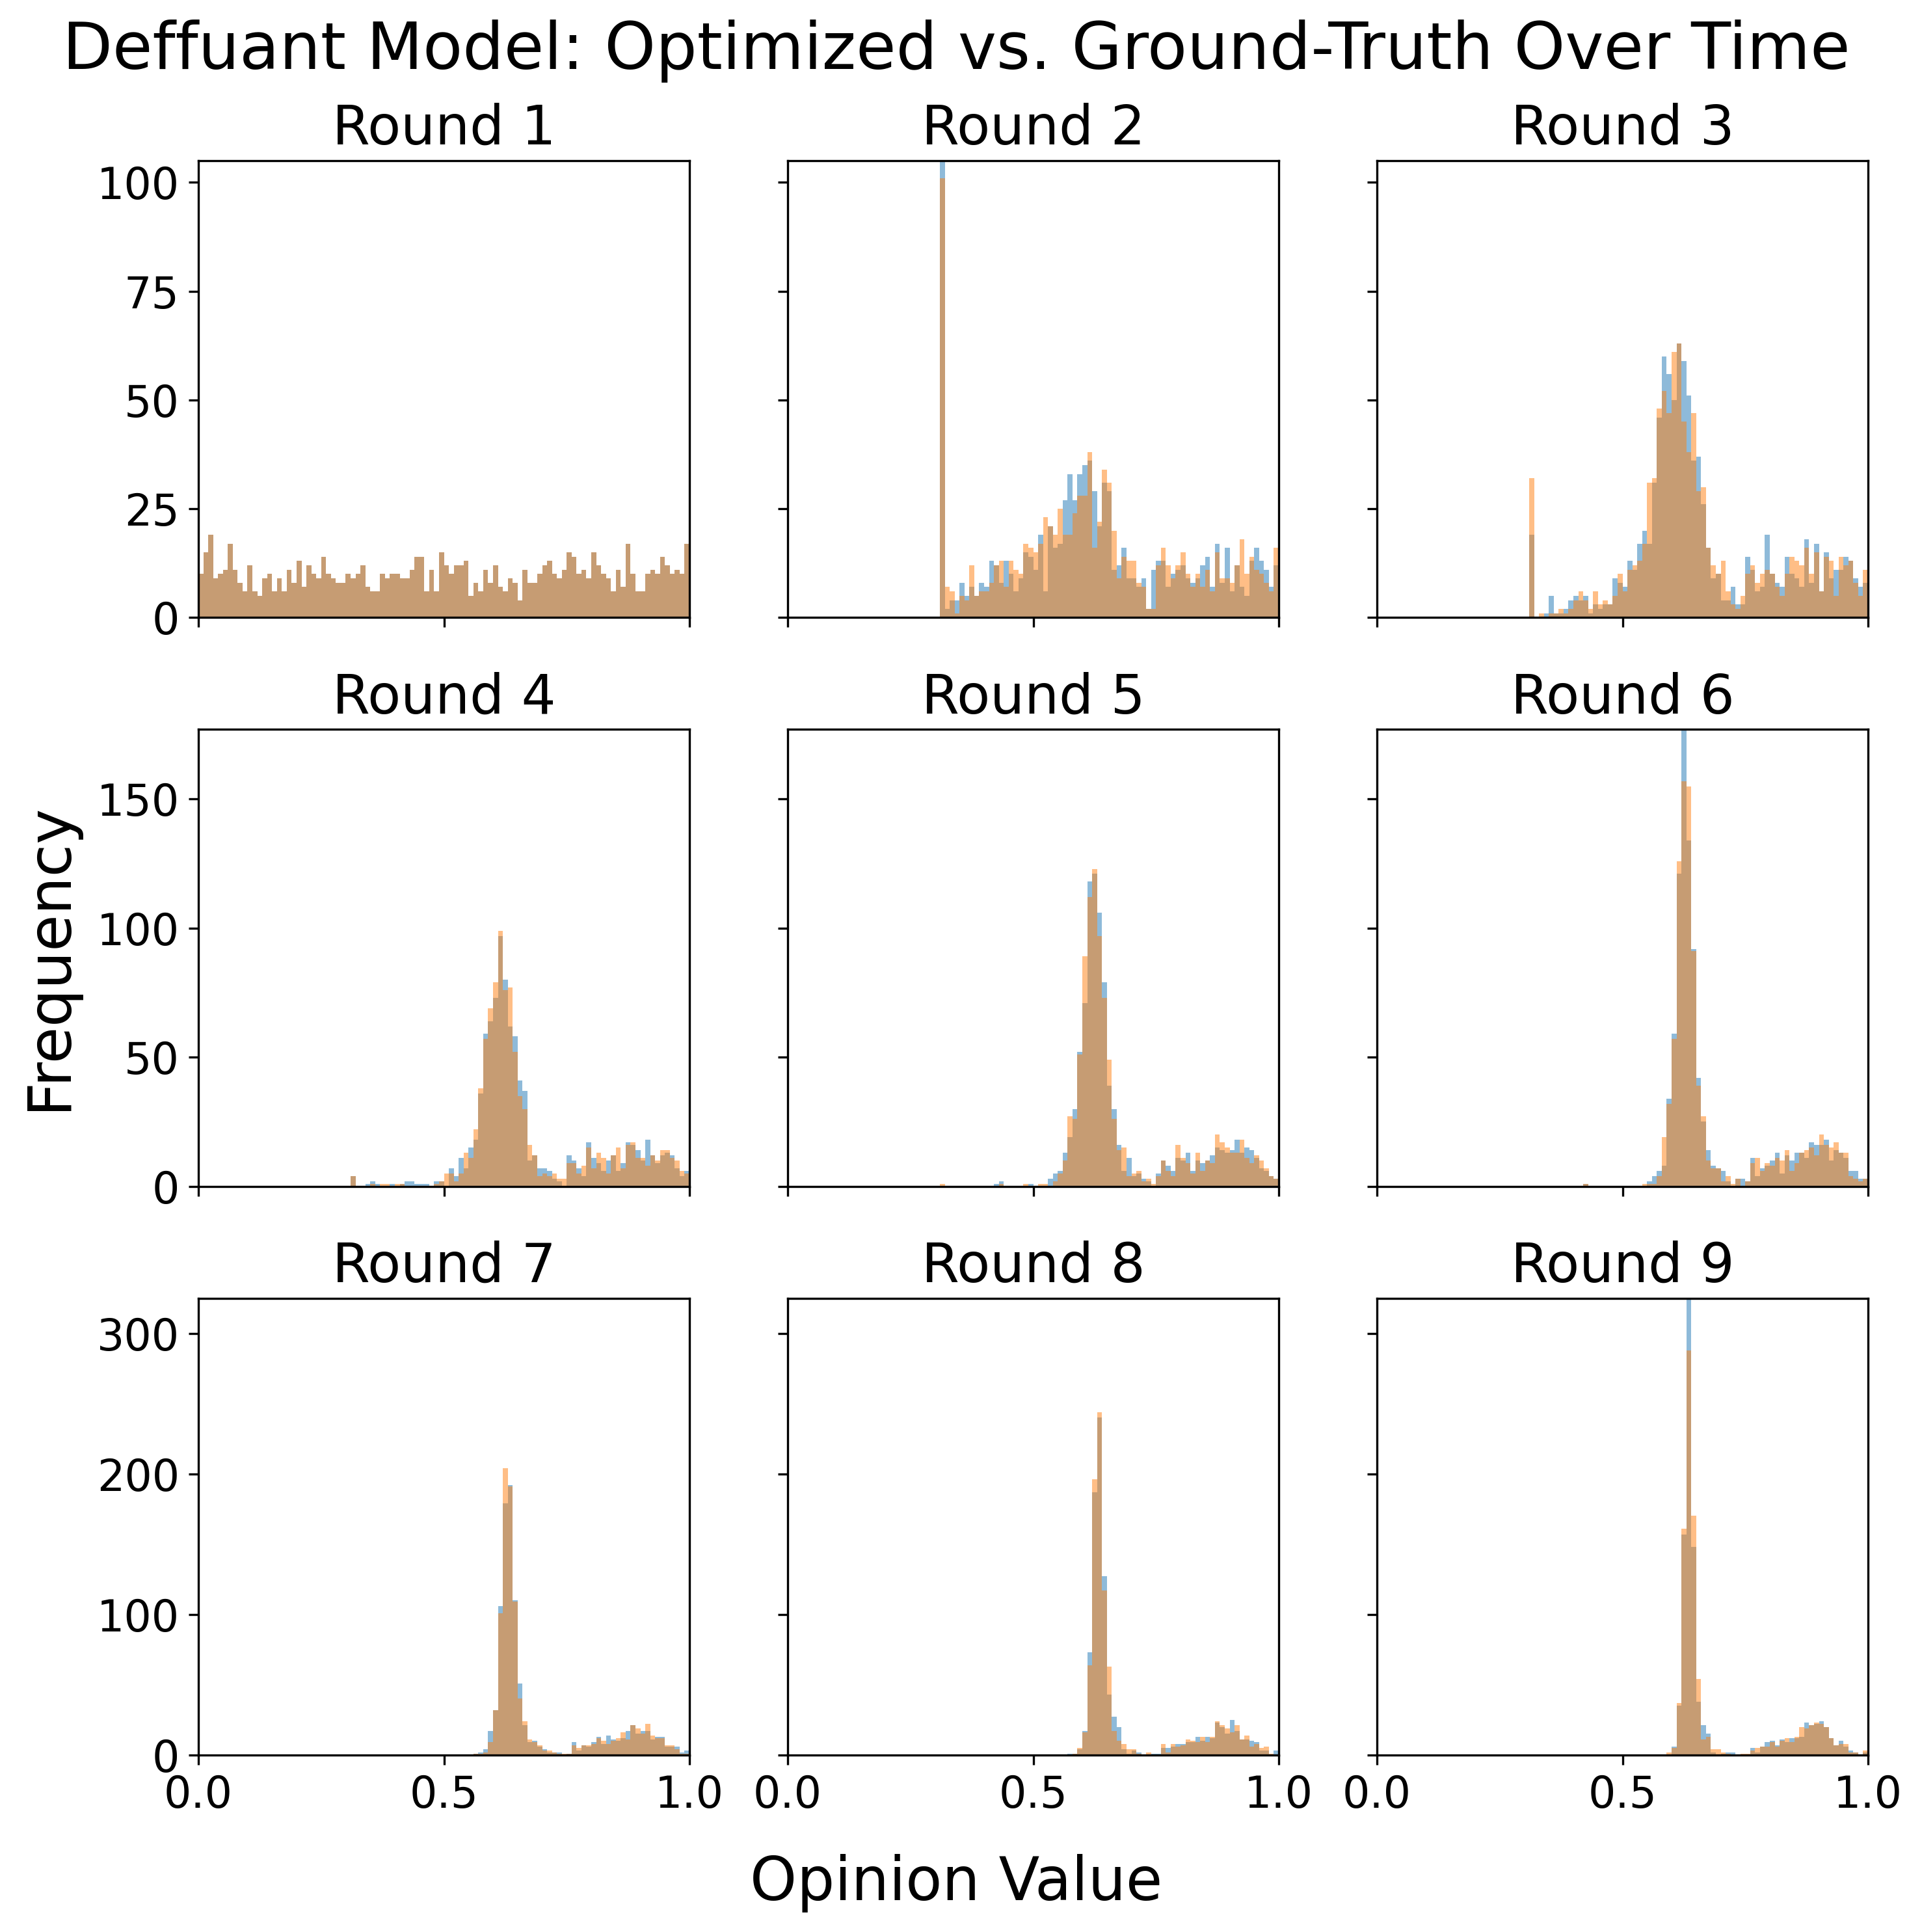 Deffuant Model: Optimized vs. Ground-Truth Over Time
Round 1
Round 2
Round 3
100
75
50
25
0
Round 4
Round 5
Round 6
150
100
50
0
Frequency
Round 7
Round 8
Round 9
300
200
100
0
0.0 0.5 1.0 0.0 0.5 1.0 0.0 0.5 1.0
Opinion Value